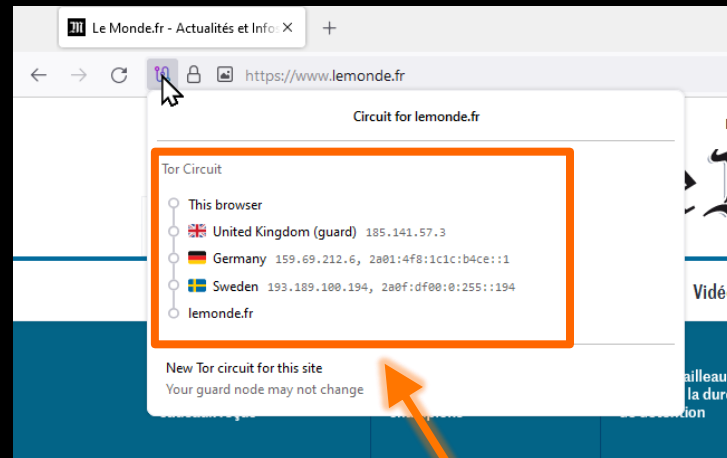 Le Monde.fr - Actualités et Infos
https://www.lemonde.fr
Circuit for lemonde.fr
Tor Circuit
This browser
United Kingdom (guard) 185.141.57.3
Germany 159.69.212.6, 2a01:4f8:1c1c:b4ce::1
Sweden 193.189.100.194, 2a0f:df00:0:255::194
lemonde.fr
Vidé
New Tor circuit for this site
Your guard node may not change
ailleau
la dur